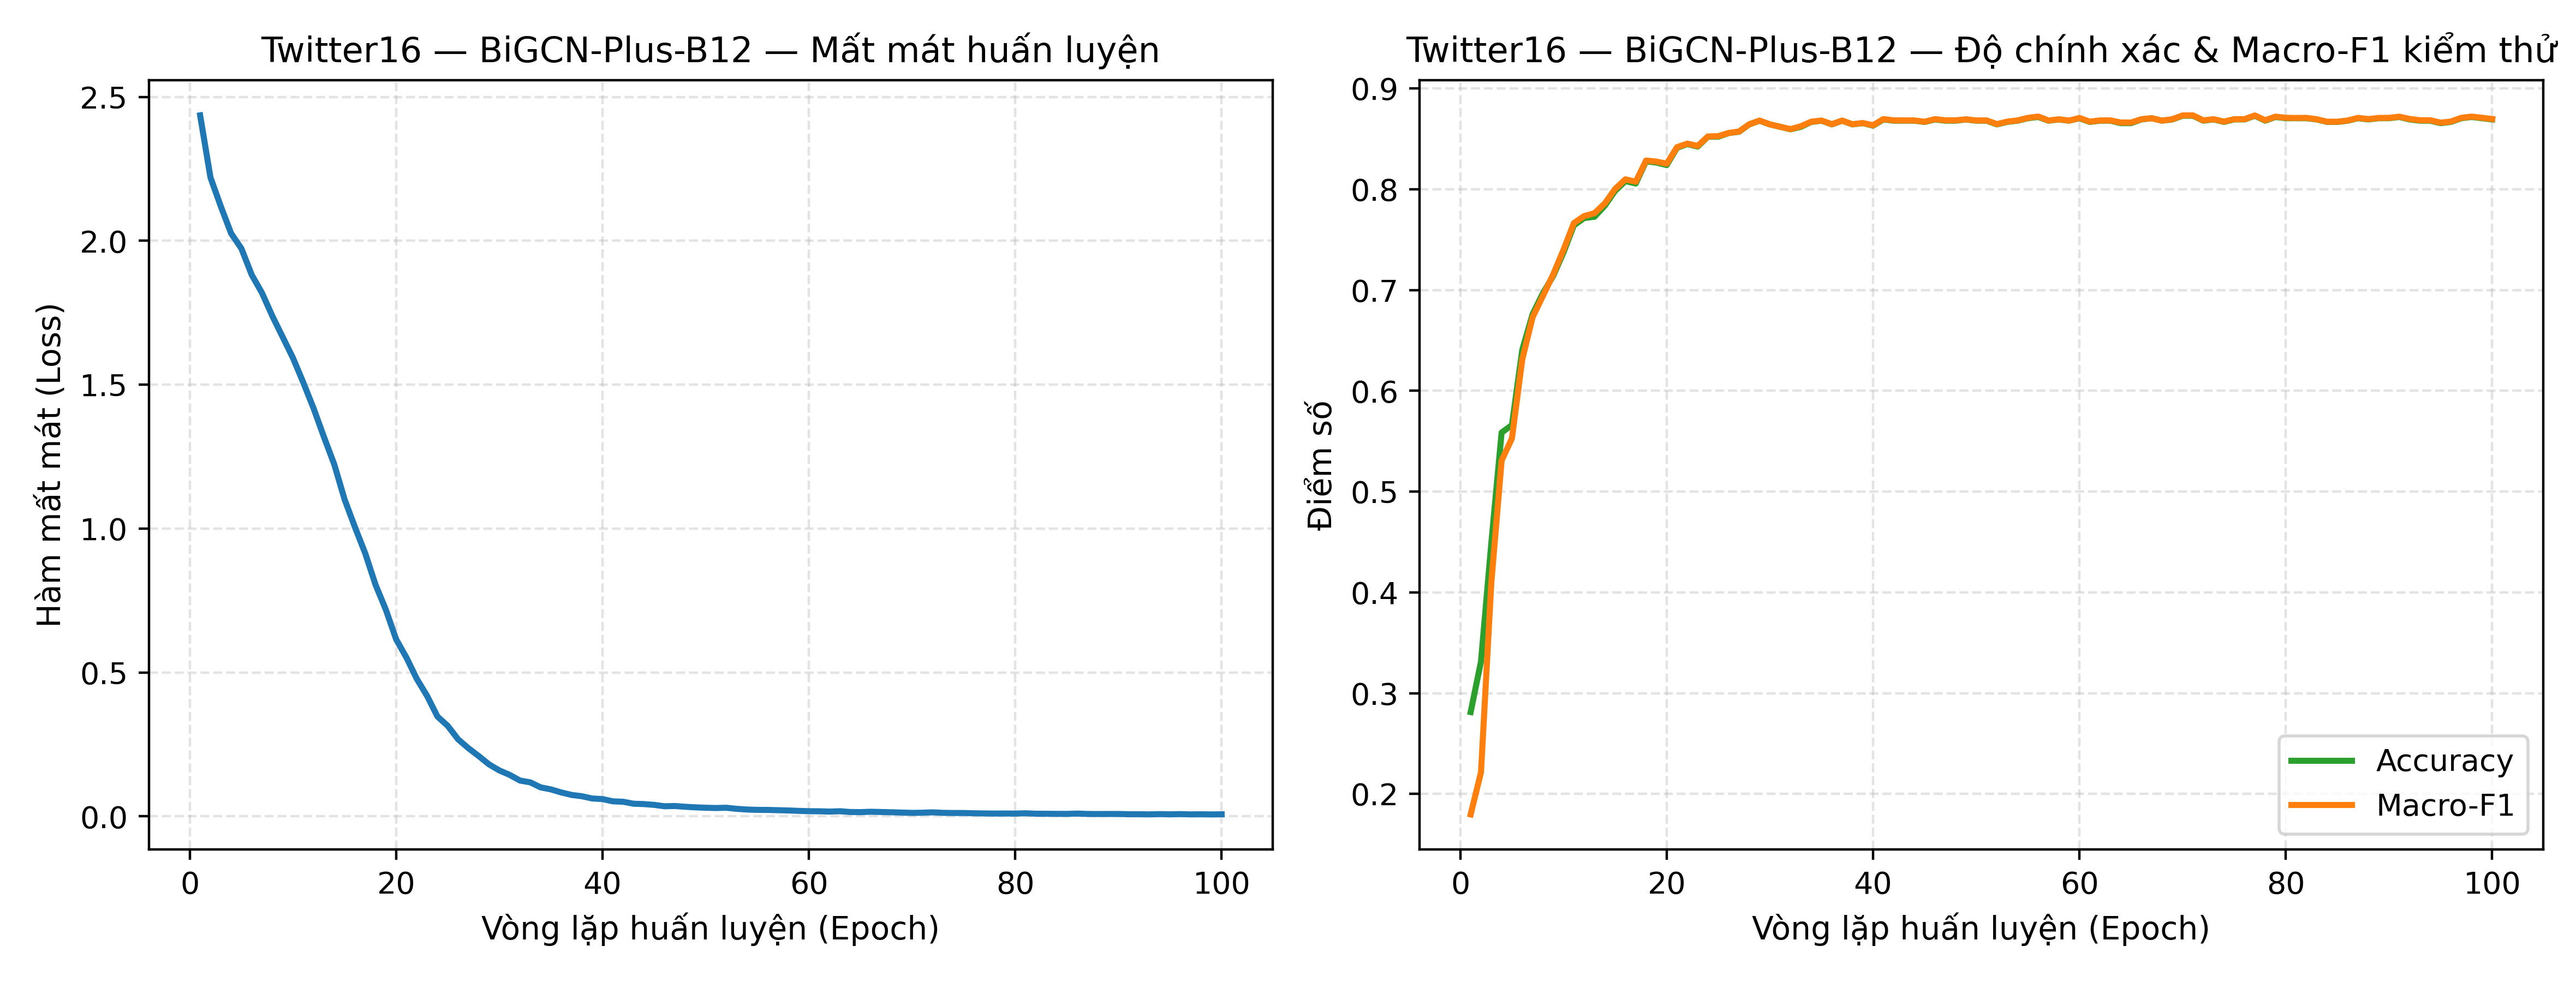 Twitter16 — BiGCN-Plus-B12 — Mất mát huấn luyện
Hàm mất mát (Loss)
2.5
2.0
1.5
1.0
0.5
0.0
0 20 40 60 80 100
Vòng lặp huấn luyện (Epoch)
Twitter16 — BiGCN-Plus-B12 — Độ chính xác & Macro-F1 kiểm thử
Điểm số
0.9
0.8
0.7
0.6
0.5
0.4
0.3
0.2
Accuracy
Macro-F1
0 20 40 60 80 100
Vòng lặp huấn luyện (Epoch)